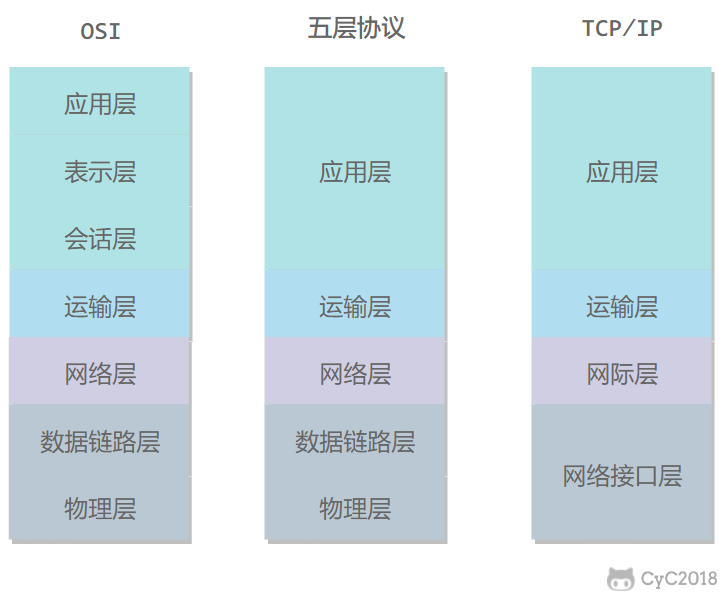 OSI
应用层
表示层
会话层
运输层
网络层
数据链路层
物理层
五层协议
应用层
运输层
网络层
数据链路层
物理层
TCP/IP
应用层
运输层
网际层
网络接口层
CyC2018